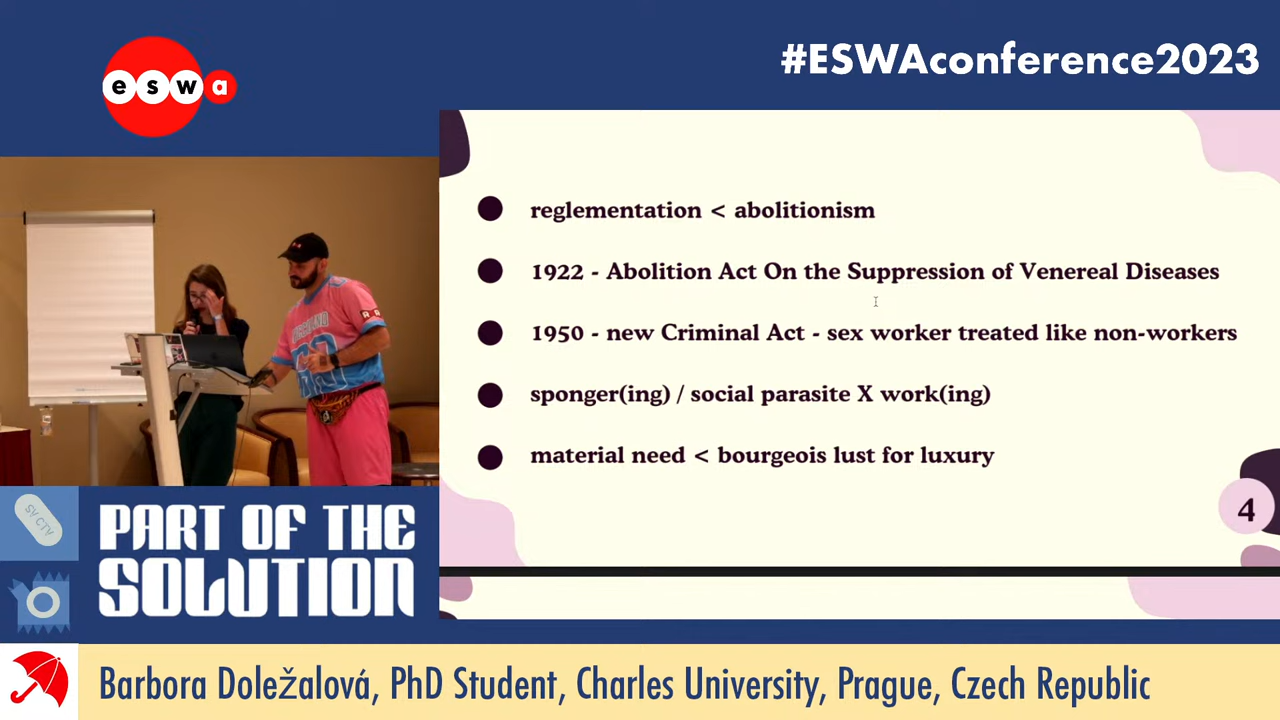 eswa
#ESWAconference2023
reglementation < abolitionism
1922 - Abolition Act On the Suppression of Venereal Diseases
1950 - new Criminal Act - sex worker treated like non-workers
sponger(ing) / social parasite X work(ing)
material need < bourgeois lust for luxury
4
PART OF THE
SOLUTION
Barbora Doležalová, PhD Student, Charles University, Prague, Czech Republic